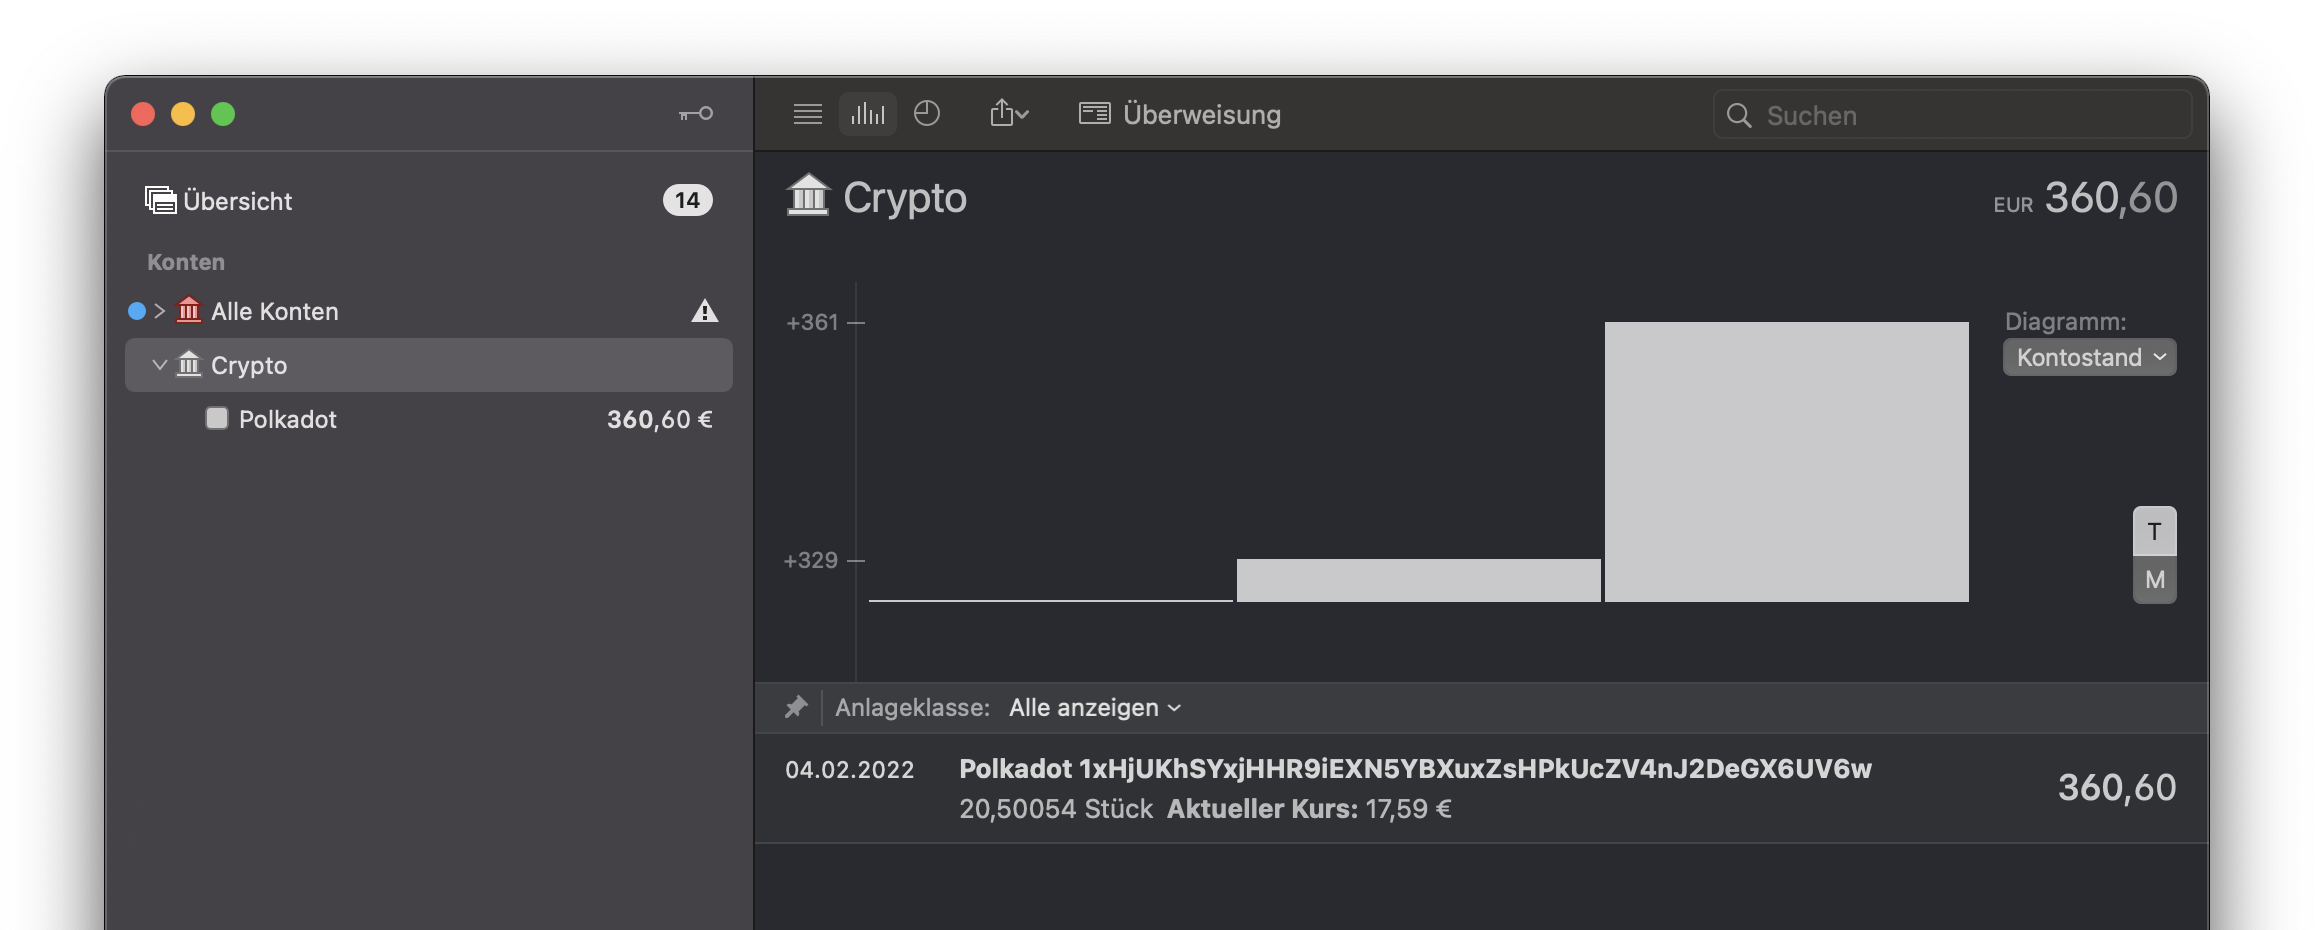 Überweisung
Suchen
Übersicht 14
Konten
Alle Konten
Crypto
Polkadot 360,60 €
Crypto
EUR 360,60
+361
+329
Diagramm:
Kontostand
T
M
Anlageklasse: Alle anzeigen
04.02.2022 Polkadot 1xHjUKhSYxjHHR9iEXN5YBXuxZsHPkUcZV4nJ2DeGX6UV6w
20,50054 Stück Aktueller Kurs: 17,59 €
360,60